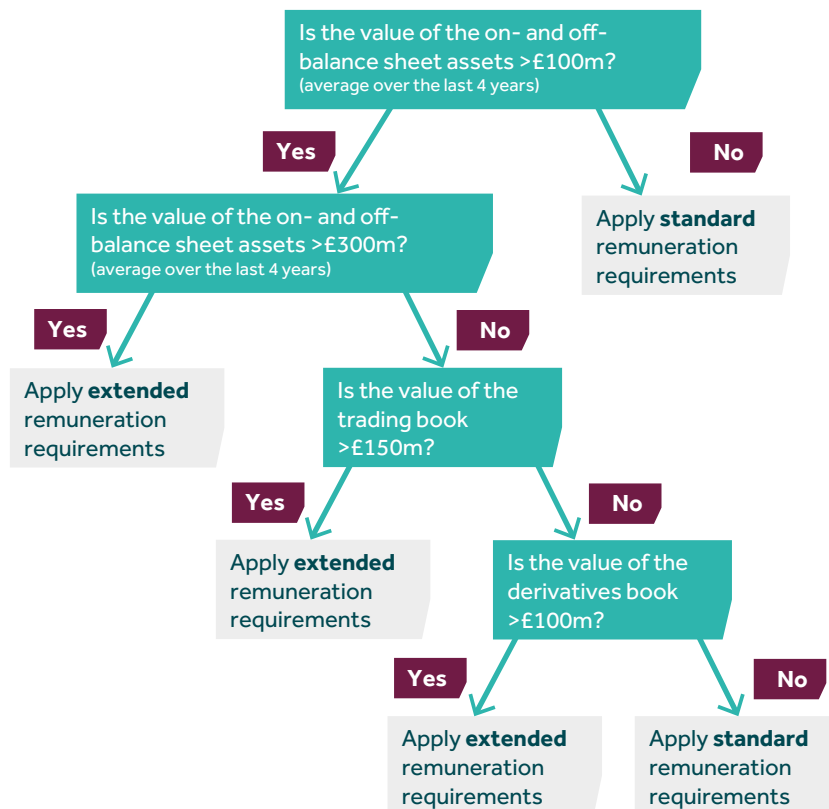 Is the value of the on- and off-
balance sheet assets >£100m?
(average over the last 4 years)
Yes
No
Is the value of the on- and off-
balance sheet assets >£300m?
(average over the last 4 years)
Apply standard
remuneration
requirements
Yes
No
Apply extended
remuneration
requirements
Is the value of the
trading book
>£150m?
Yes
No
Apply extended
remuneration
requirements
Is the value of the
derivatives book
>£100m?
Yes
No
Apply extended
remuneration
requirements
Apply standard
remuneration
requirements